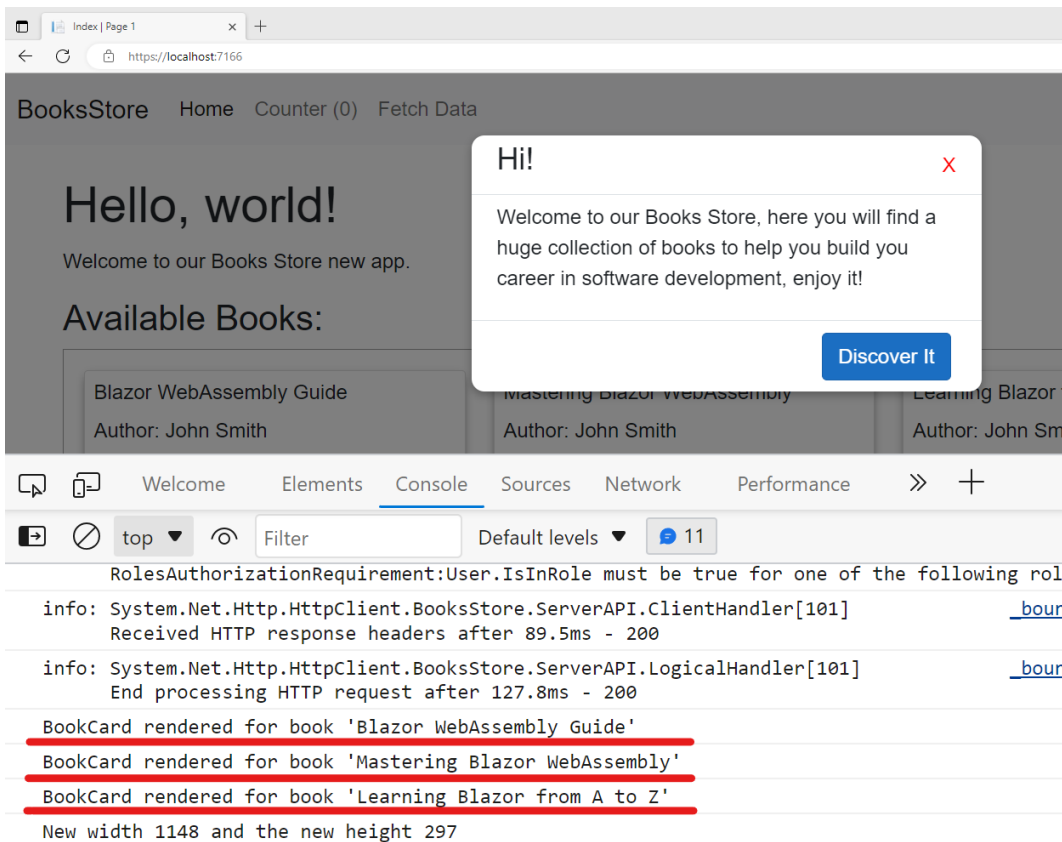 Index | Page 1
https://localhost:7166
BooksStore Home Counter (0) Fetch Data
Hi!
X
Hello, world!
Welcome to our Books Store, here you will find a
huge collection of books to help you build you
career in software development, enjoy it!
Welcome to our Books Store new app.
Available Books:
Discover It
Blazor WebAssembly Guide Mastering Blazor WebAssembly Learning Blazor
Author: John Smith Author: John Smith Author: John Sm
Welcome Elements Console Sources Network Performance
top Filter Default levels 11
RolesAuthorizationRequirement:User.IsInRole must be true for one of the following rol
info: System.Net.Http.HttpClient.BooksStore.ServerAPI.ClientHandler[101] _bour
Received HTTP response headers after 89.5ms - 200
info: System.Net.Http.HttpClient.BooksStore.ServerAPI.LogicalHandler[101] _bour
End processing HTTP request after 127.8ms - 200
BookCard rendered for book 'Blazor WebAssembly Guide'
BookCard rendered for book 'Mastering Blazor WebAssembly'
BookCard rendered for book 'Learning Blazor from A to Z'
New width 1148 and the new height 297